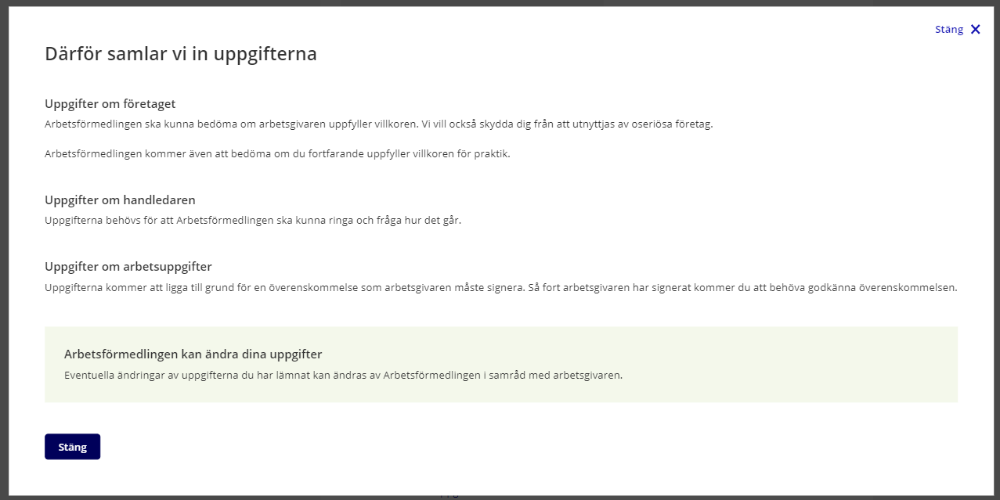 Stäng
Därför samlar vi in uppgifterna
Uppgifter om företaget
Arbetsförmedlingen ska kunna bedöma om arbetsgivaren uppfyller villkoren. Vi vill också skydda dig från att utnyttjas av oseriösa företag.
Arbetsförmedlingen kommer även att bedöma om du fortfarande uppfyller villkoren för praktik.
Uppgifter om handledaren
Uppgifterna behövs för att Arbetsförmedlingen ska kunna ringa och fråga hur det går.
Uppgifter om arbetsuppgifter
Uppgifterna kommer att ligga till grund för en överenskommelse som arbetsgivaren måste signera. Så fort arbetsgivaren har signerat kommer du att behöva godkänna överenskommelsen.
Arbetsförmedlingen kan ändra dina uppgifter
Eventuella ändringar av uppgifterna du har lämnat kan ändras av Arbetsförmedlingen i samråd med arbetsgivaren.
Stäng